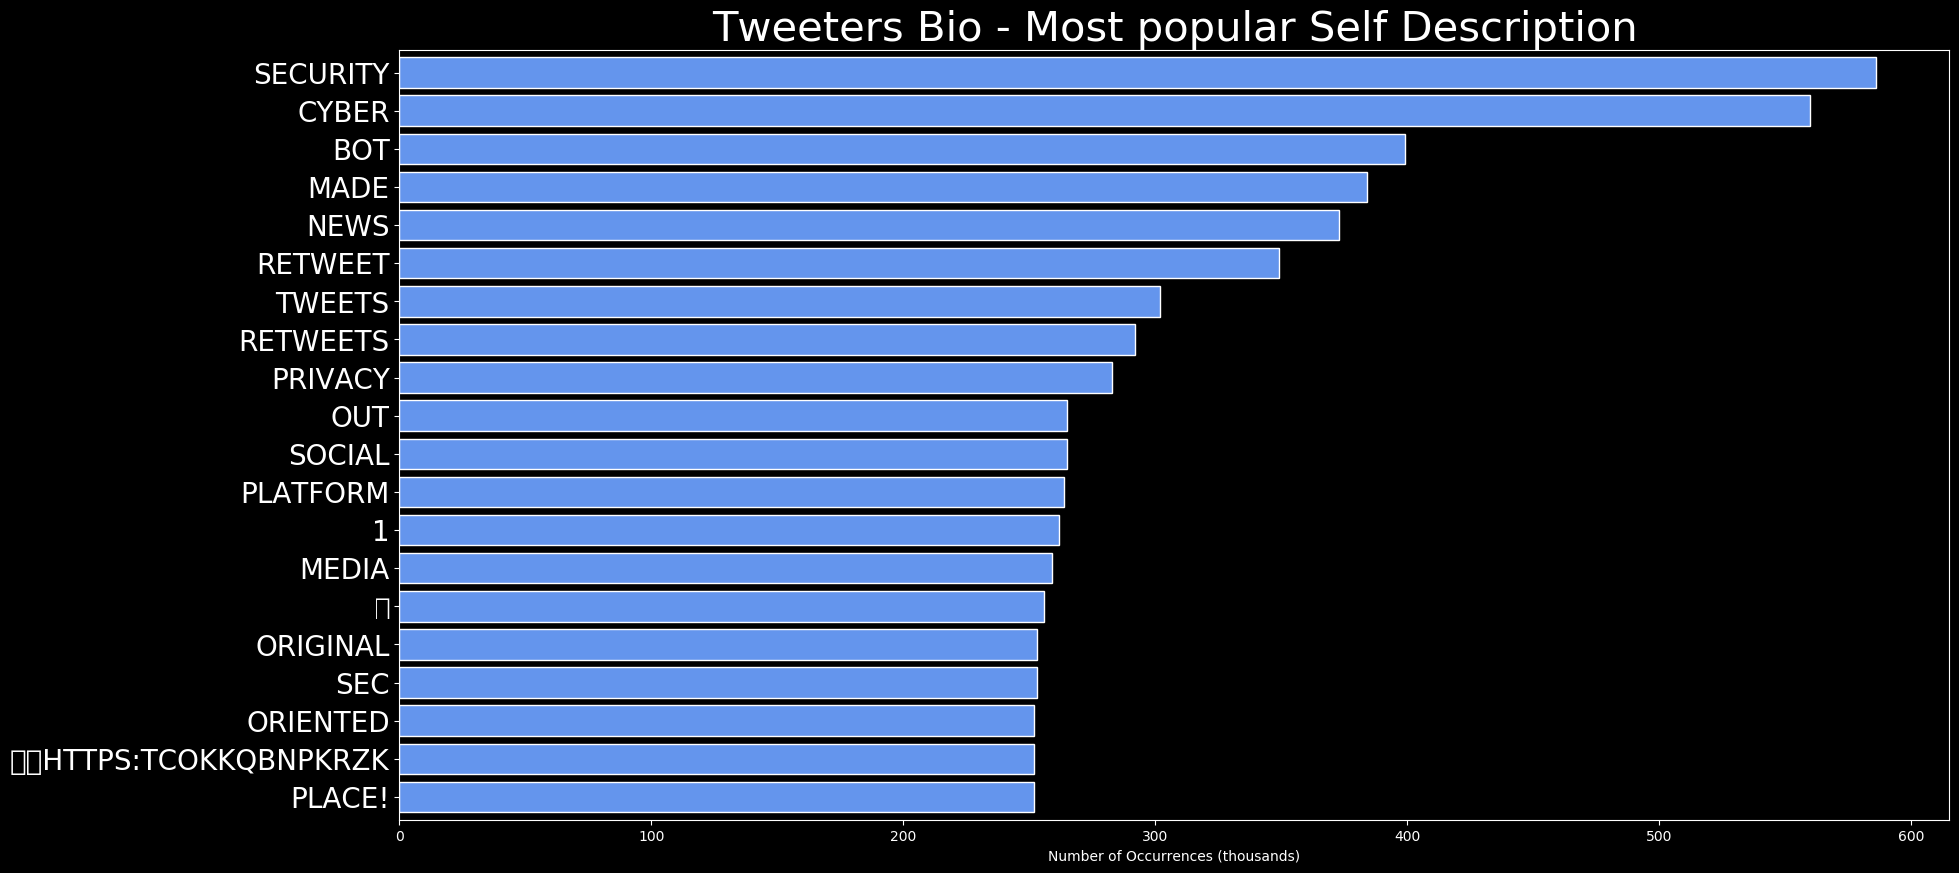 Tweeters Bio - Most popular Self Description
SECURITY
CYBER
BOT
MADE
NEWS
RETWEET
TWEETS
RETWEETS
PRIVACY
OUT
SOCIAL
PLATFORM
1
MEDIA
ORIGINAL
SEC
ORIENTED
HTTPS:TCOKKQBNPKRZK
PLACE!
0 100 200 300 400 500 600
Number of Occurrences (thousands)